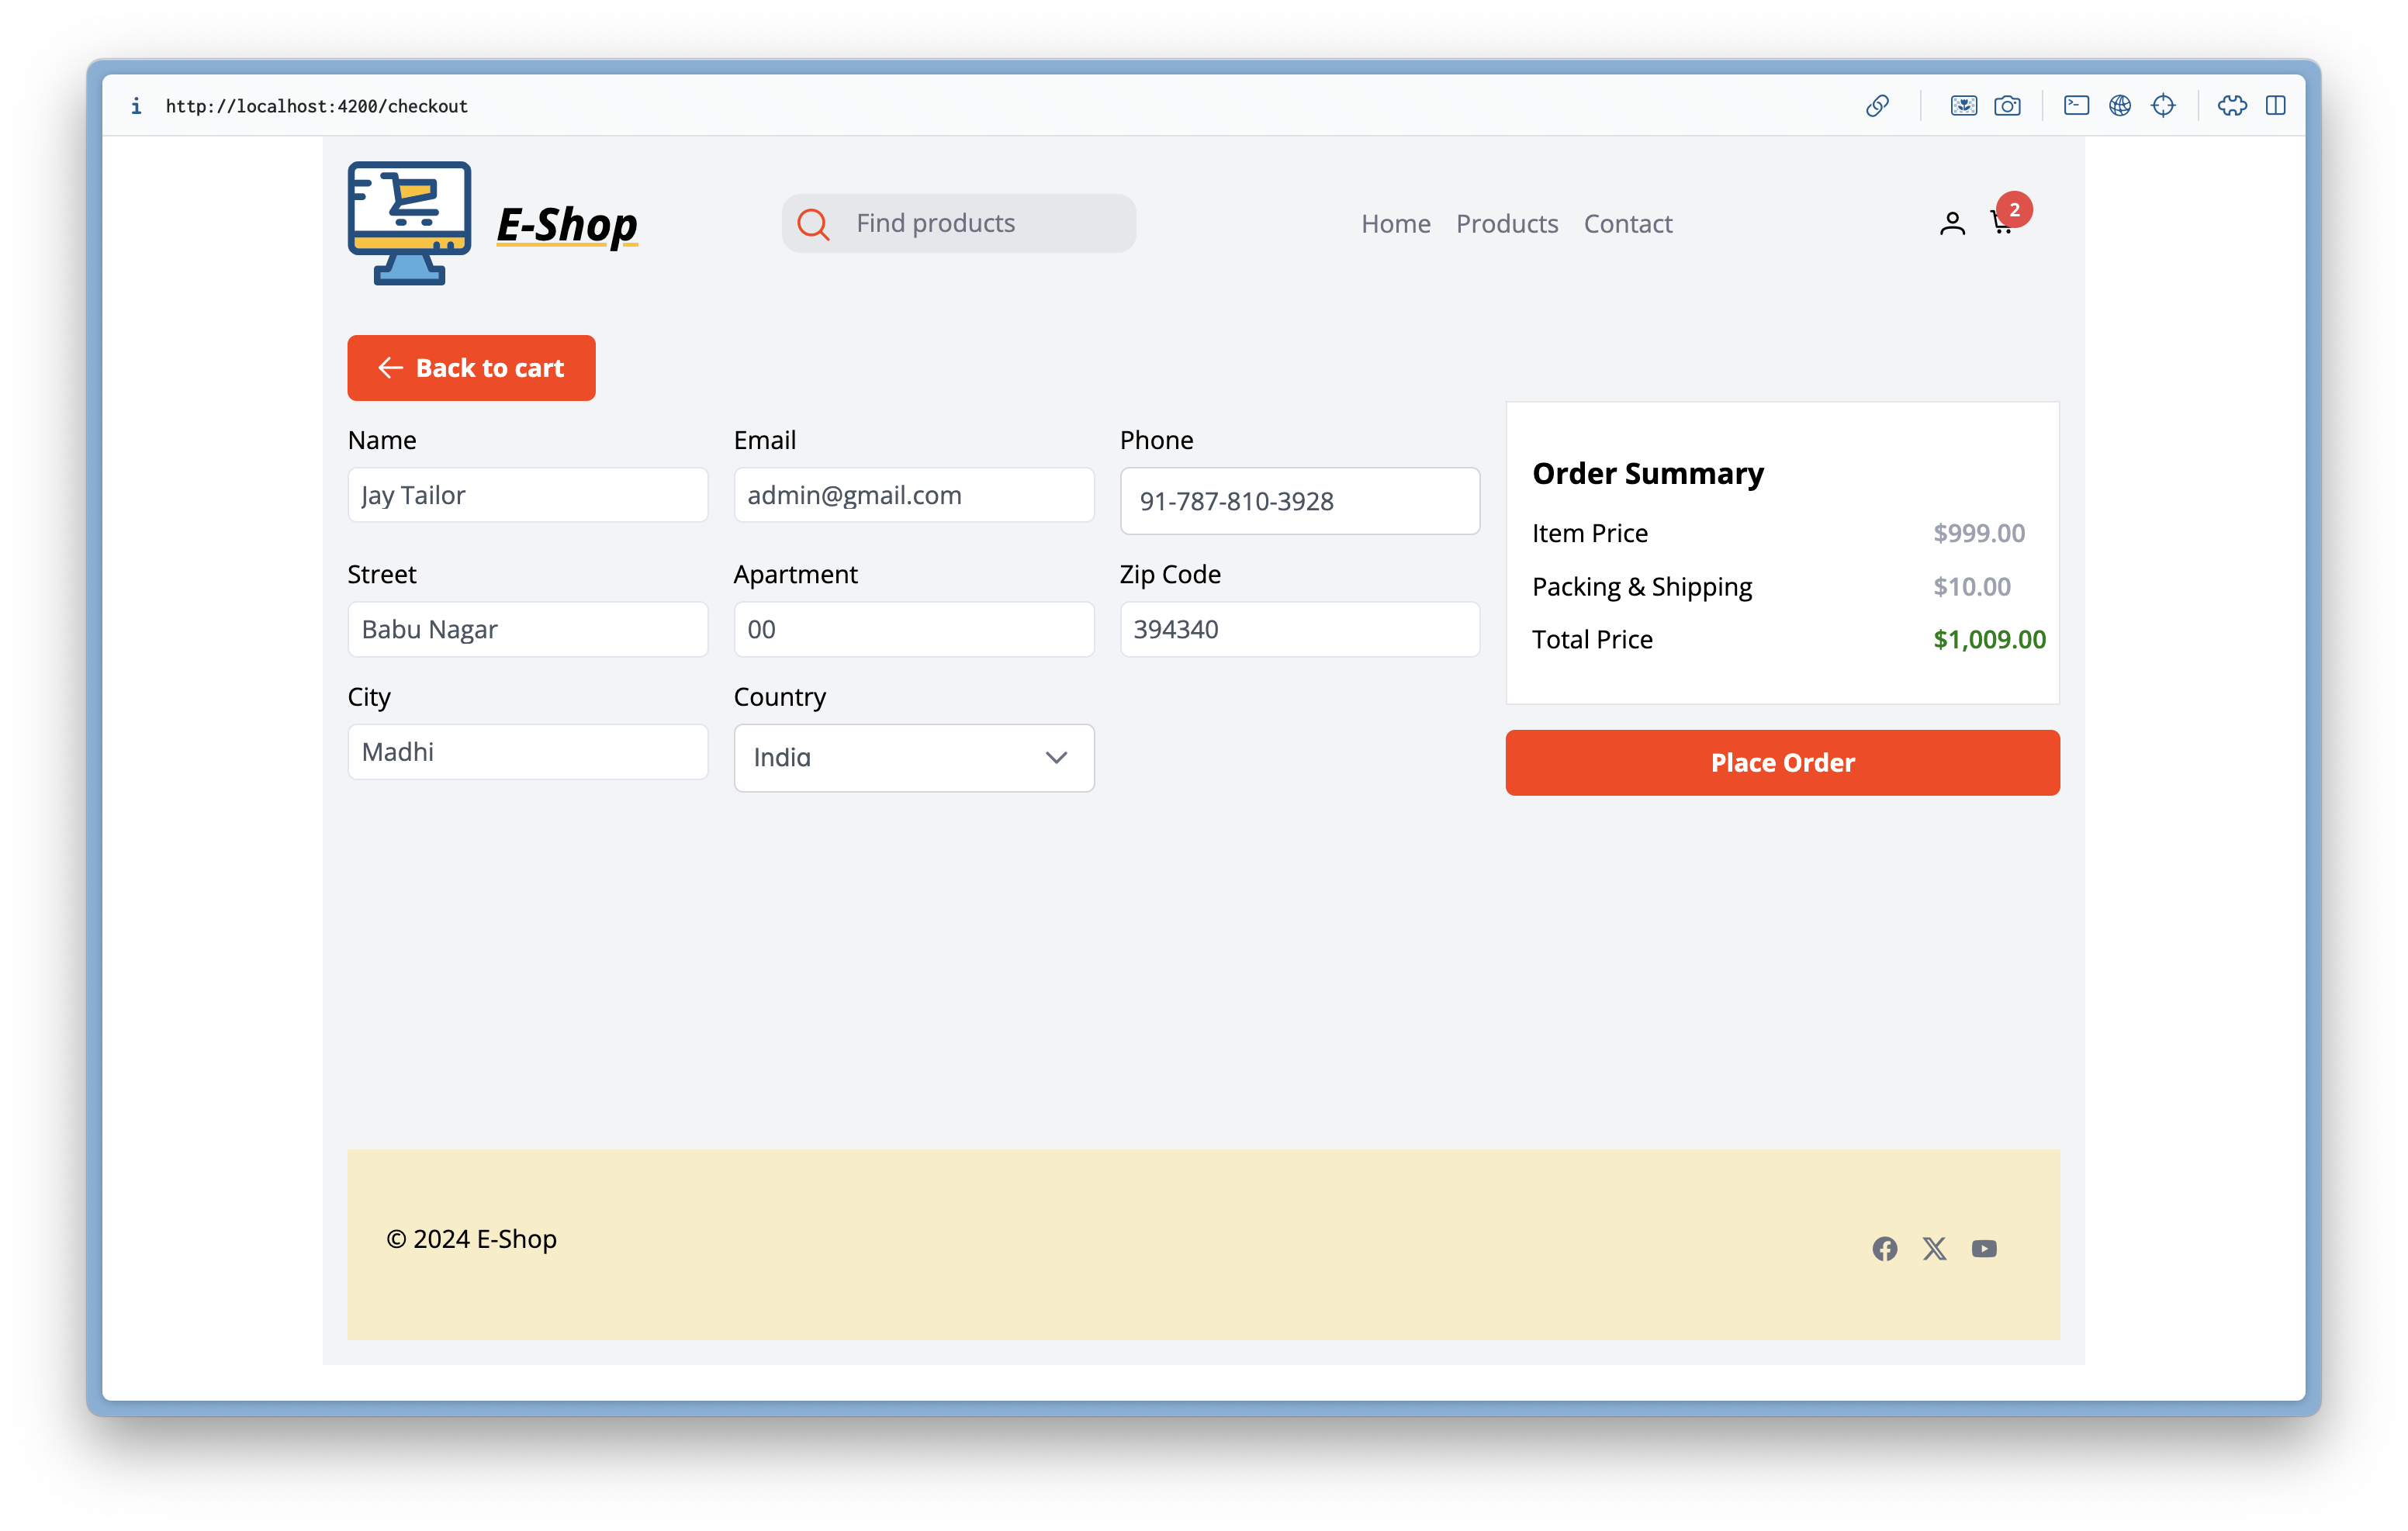 http://localhost:4200/checkout
E-Shop
Find products
Home Products Contact
2
Back to cart
Name Email Phone
Jay Tailor admin@gmail.com 91-787-810-3928
Street Apartment Zip Code
Babu Nagar 00 394340
City Country
Madhi India
Order Summary
Item Price $999.00
Packing & Shipping $10.00
Total Price $1,009.00
Place Order
© 2024 E-Shop